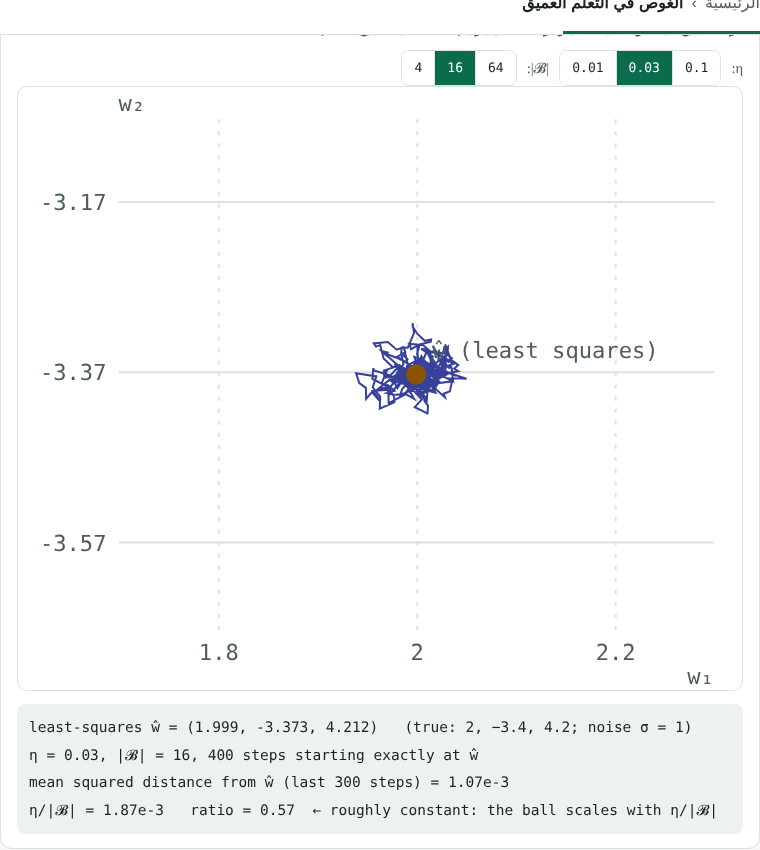 الرئيسية › الغوص في التعلم العميق
η: 0.01 0.03 0.1 |ℬ|: 4 16 64
w₂
-3.17
ŵ (least squares)
-3.37
-3.57
1.8 2 2.2
w₁
least-squares ŵ = (1.999, -3.373, 4.212) (true: 2, −3.4, 4.2; noise σ = 1)
η = 0.03, |ℬ| = 16, 400 steps starting exactly at ŵ
mean squared distance from ŵ (last 300 steps) = 1.07e-3
η/|ℬ| = 1.87e-3 ratio = 0.57 ← roughly constant: the ball scales with η/|ℬ|